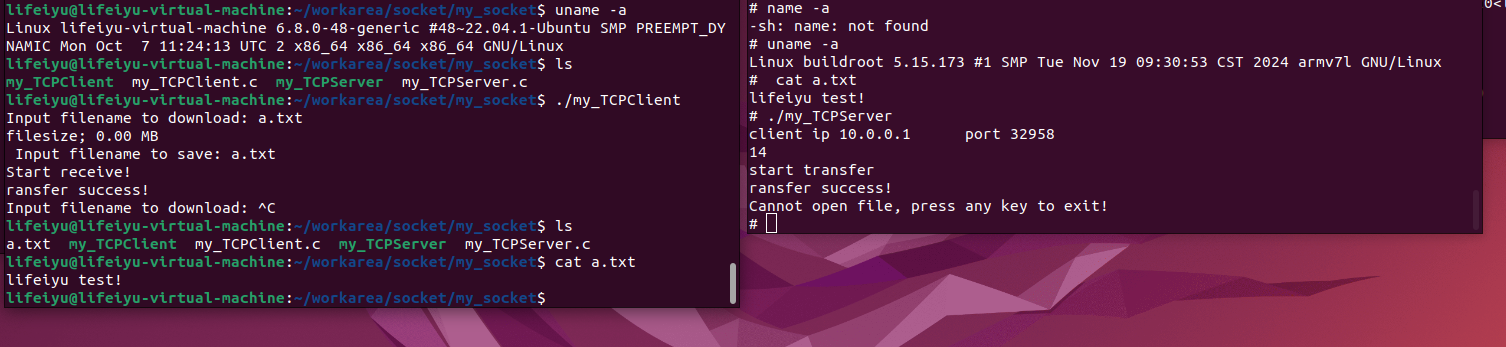 lifeiyu@lifeiyu-virtual-machine:~/workarea/socket/my_socket$ uname -a
Linux lifeiyu-virtual-machine 6.8.0-48-generic #48~22.04.1-Ubuntu SMP PREEMPT_DY
NAMIC Mon Oct  7 11:24:13 UTC 2 x86_64 x86_64 x86_64 GNU/Linux
lifeiyu@lifeiyu-virtual-machine:~/workarea/socket/my_socket$ ls
my_TCPClient  my_TCPClient.c  my_TCPServer  my_TCPServer.c
lifeiyu@lifeiyu-virtual-machine:~/workarea/socket/my_socket$ ./my_TCPClient
Input filename to download: a.txt
filesize; 0.00 MB
 Input filename to save: a.txt
Start receive!
ransfer success!
Input filename to download: ^C
lifeiyu@lifeiyu-virtual-machine:~/workarea/socket/my_socket$ ls
a.txt  my_TCPClient  my_TCPClient.c  my_TCPServer  my_TCPServer.c
lifeiyu@lifeiyu-virtual-machine:~/workarea/socket/my_socket$ cat a.txt
lifeiyu test!
lifeiyu@lifeiyu-virtual-machine:~/workarea/socket/my_socket$
# name -a
-sh: name: not found
# uname -a
Linux buildroot 5.15.173 #1 SMP Tue Nov 19 09:30:53 CST 2024 armv7l GNU/Linux
#  cat a.txt
lifeiyu test!
# ./my_TCPServer
client ip 10.0.0.1      port 32958
14
start transfer
ransfer success!
Cannot open file, press any key to exit!
#